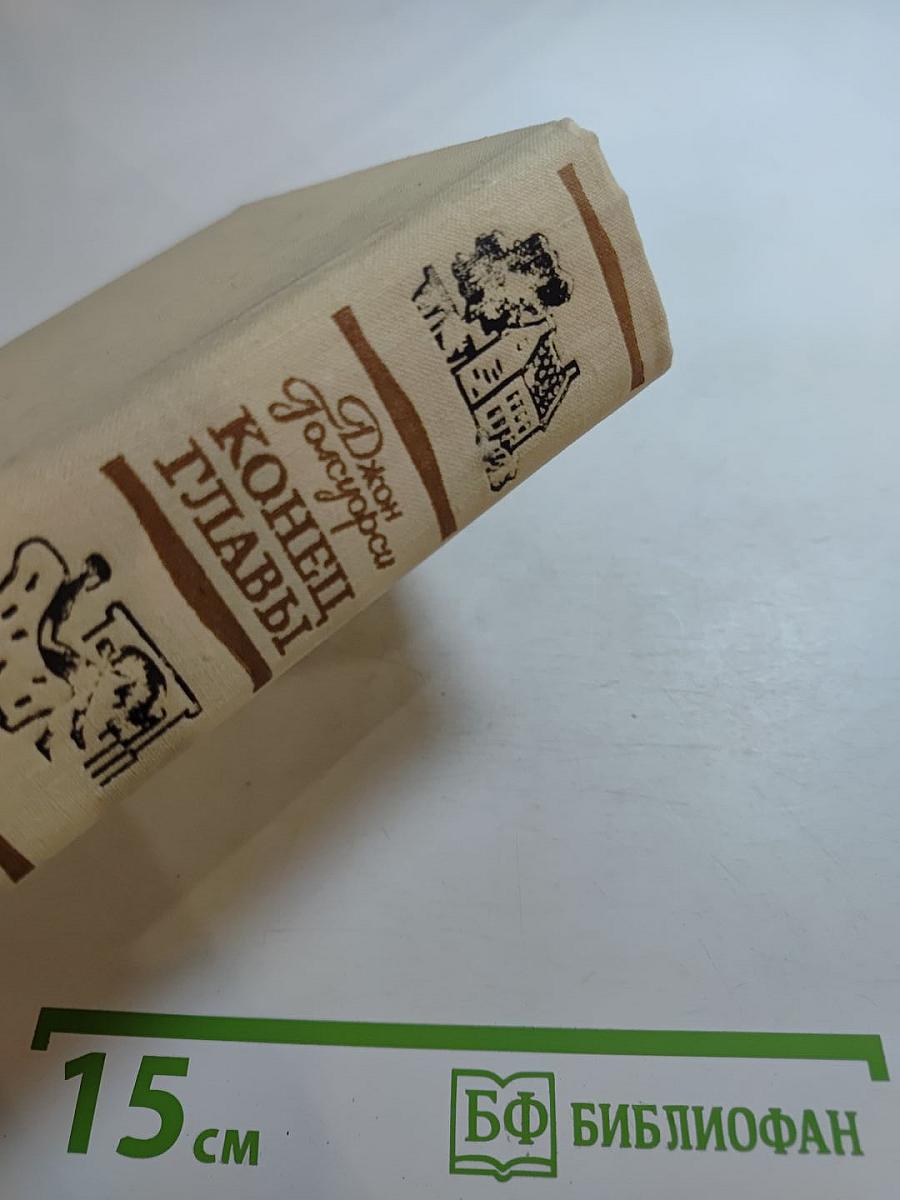 Джон
Голсуорси
КОНЕЦ
ГЛАВЫ
15 см
БФ БИБЛИОФАН